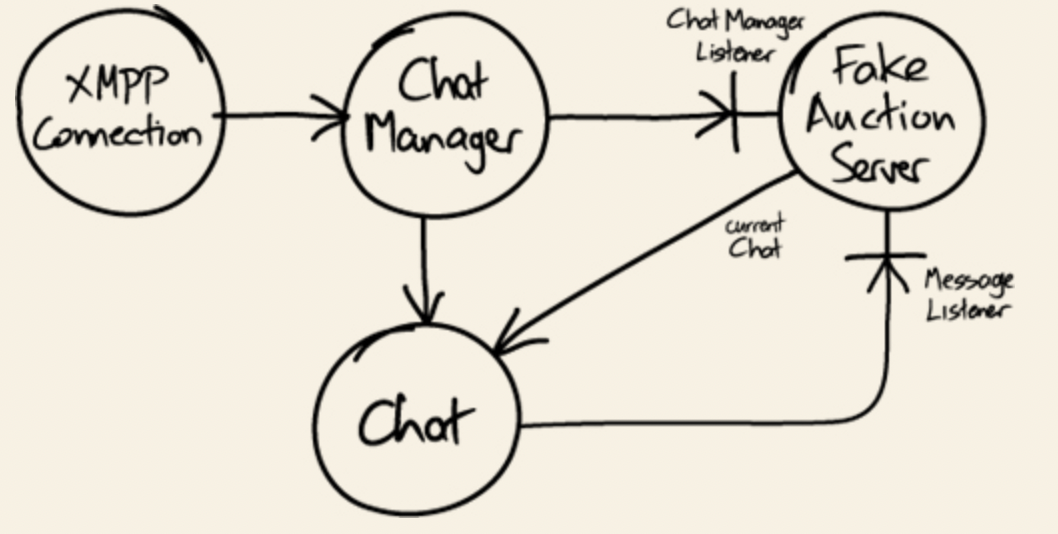 XMPP
Connection
Chat
Manager
Chat Manager
Listener
Fake
Auction
Server
current
Chat
Message
Listener
Chat